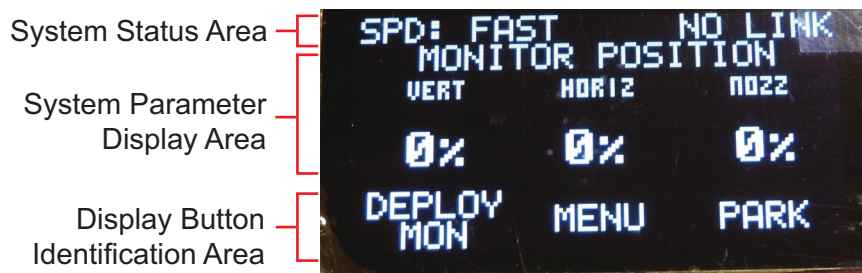 System Status Area
SPD: FAST NO LINK
MONITOR POSITION
System Parameter
Display Area
VERT HORIZ NOZZ
0% 0% 0%
Display Button
Identification Area
DEPLOY
MON
MENU PARK